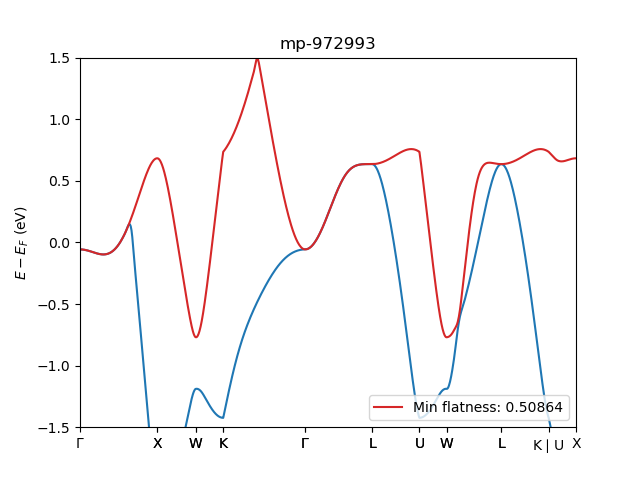 mp-972993
1.5
1.0
0.5
0.0
−0.5
−1.0
−1.5
E − E_F (eV)
Min flatness: 0.50864
Γ X W K Γ L U W L K | U X